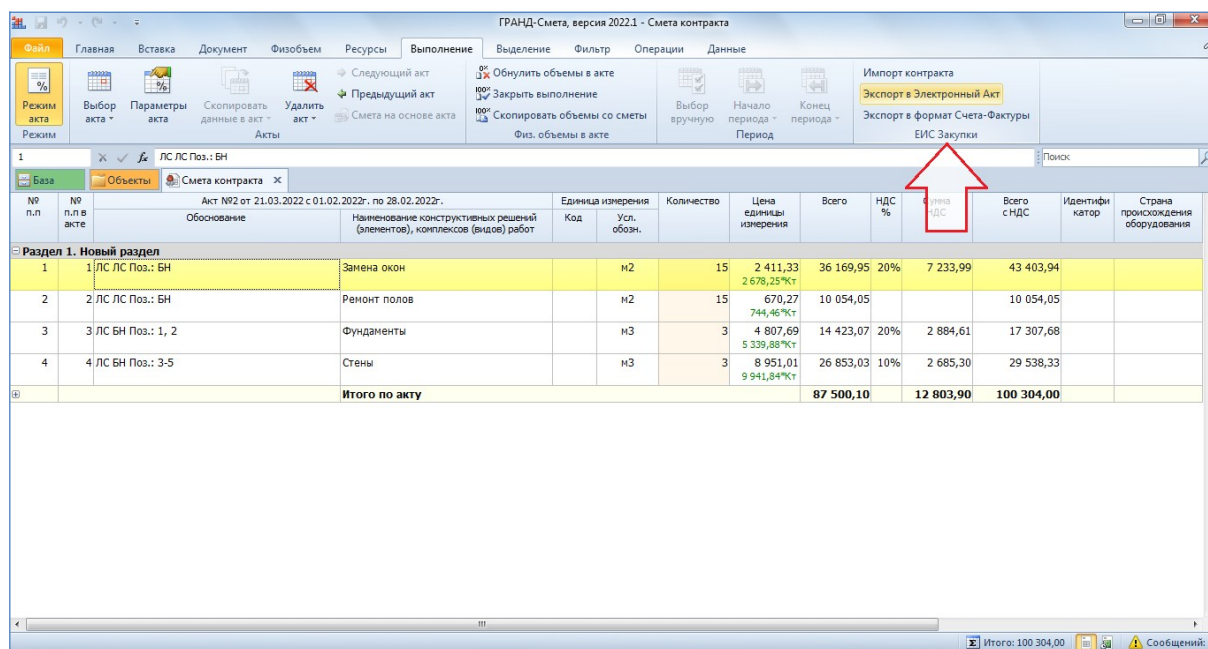 ГРАНД-Смета, версия 2022.1 - Смета контракта
Файл Главная Вставка Документ Физобъем Ресурсы Выполнение Выделение Фильтр Операции Данные
Режим акта
Выбор акта
Параметры акта
Скопировать данные в акт
Удалить акт
Следующий акт
Предыдущий акт
Смета на основе акта
Обнулить объемы в акте
Закрыть выполнение
Скопировать объемы со сметы
Выбор вручную
Начало периода
Конец периода
Импорт контракта
Экспорт в Электронный Акт
Экспорт в формат Счета-Фактуры
Режим Акты Физ. объемы в акте Период ЕИС Закупки
1 fx ЛС ЛС Поз.: БН Поиск
База Объекты Смета контракта
№ п.п
№ п.п в акте
Акт №2 от 21.03.2022 с 01.02.2022г. по 28.02.2022г.
Обоснование
Наименование конструктивных решений (элементов), комплексов (видов) работ
Единица измерения
Код
Усл. обозн.
Количество
Цена единицы измерения
Всего
НДС %
НДС
Всего с НДС
Идентифи катор
Страна происхождения оборудования
Раздел 1. Новый раздел
1 1 ЛС ЛС Поз.: БН Замена окон м2 15 2 411,33 36 169,95 20% 7 233,99 43 403,94
2 678,25*Кт
2 2 ЛС ЛС Поз.: БН Ремонт полов м2 15 670,27 10 054,05 10 054,05
744,46*Кт
3 3 ЛС БН Поз.: 1, 2 Фундаменты м3 3 4 807,69 14 423,07 20% 2 884,61 17 307,68
5 339,88*Кт
4 4 ЛС БН Поз.: 3-5 Стены м3 3 8 951,01 26 853,03 10% 2 685,30 29 538,33
9 941,84*Кт
Итого по акту 87 500,10 12 803,90 100 304,00
Итого: 100 304,00 Сообщений: